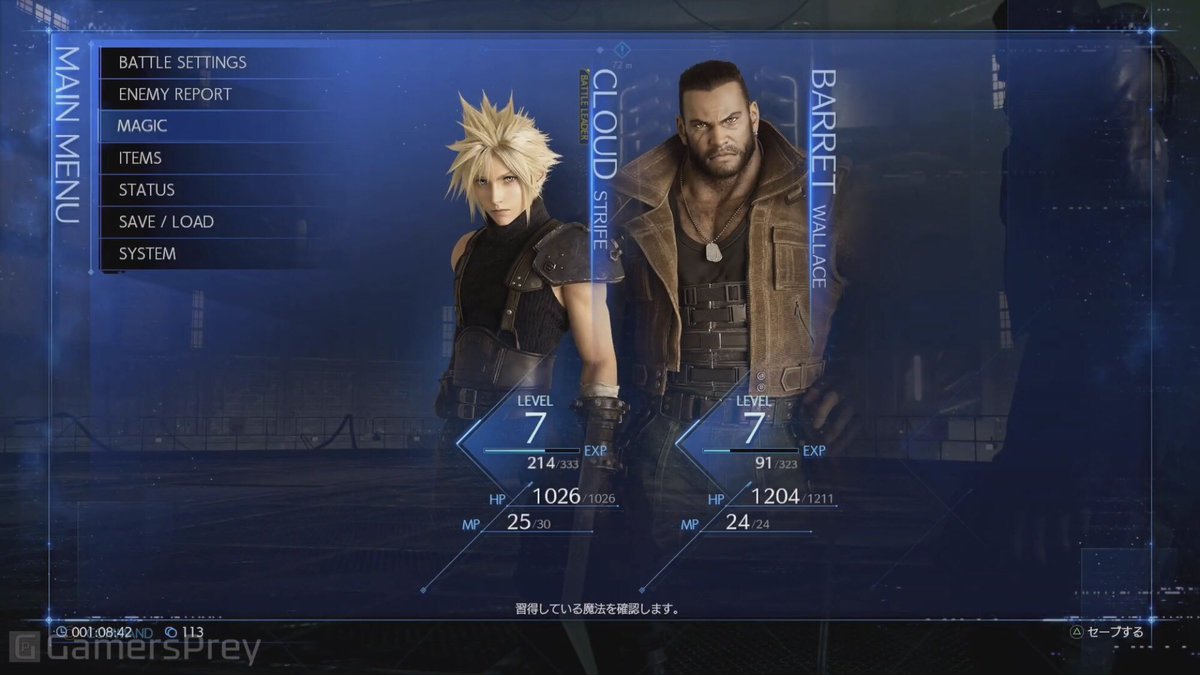 MAIN MENU
BATTLE SETTINGS
ENEMY REPORT
MAGIC
ITEMS
STATUS
SAVE / LOAD
SYSTEM
72 m
BATTLE LEADER
CLOUD STRIFE
BARRET WALLACE
LEVEL
7
EXP
214/333
HP 1026/1026
MP 25/30
LEVEL
7
EXP
91/323
HP 1204/1211
MP 24/24
習得している魔法を確認します。
001:08:42 113
セーブする
GamersPrey